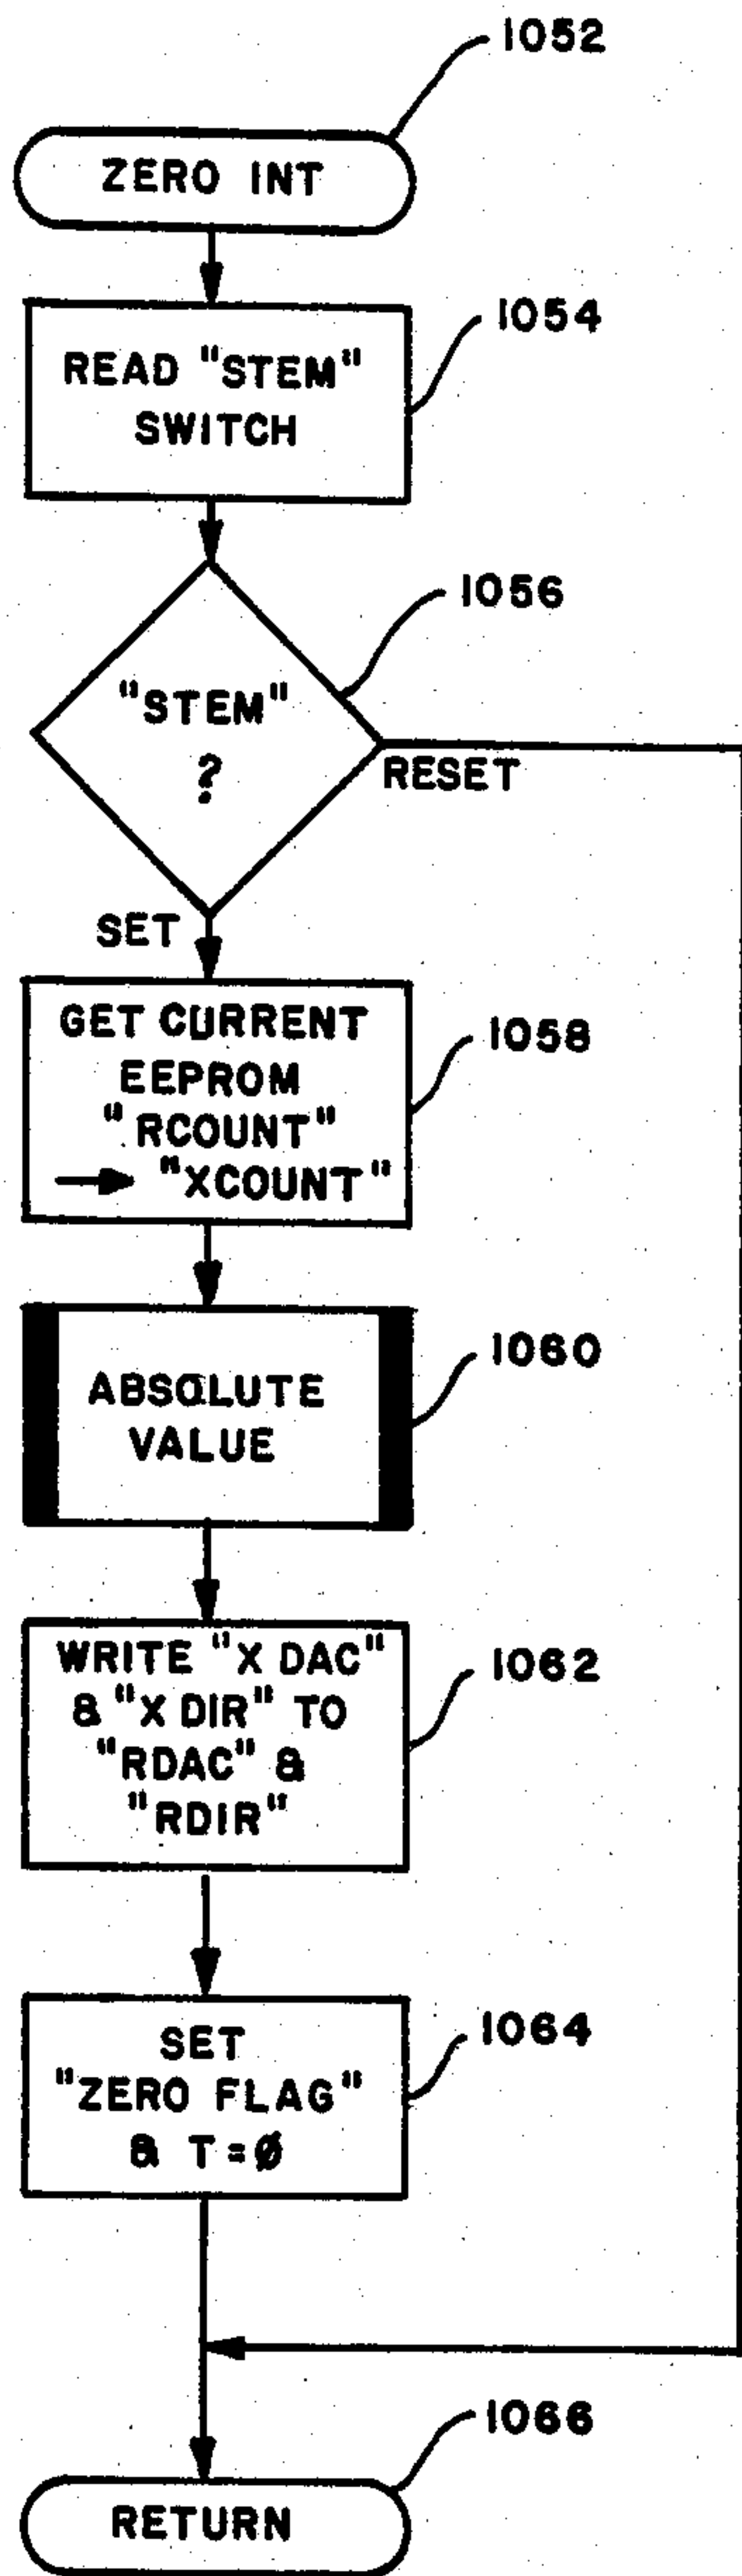 1052
ZERO INT
1054
READ "STEM"
SWITCH
1056
"STEM"
?
RESET
SET
GET CURRENT
EEPROM
"RCOUNT"
→ "XCOUNT"
1058
1060
ABSOLUTE
VALUE
WRITE "X DAC"
& "X DIR" TO
"RDAC" &
"RDIR"
1062
1064
SET
"ZERO FLAG"
& T=Ø
1066
RETURN